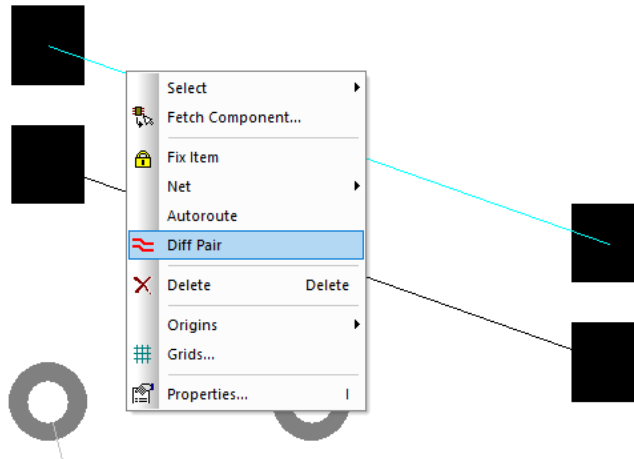 Select
Fetch Component...
Fix Item
Net
Autoroute
Diff Pair
Delete Delete
Origins
Grids...
Properties... I